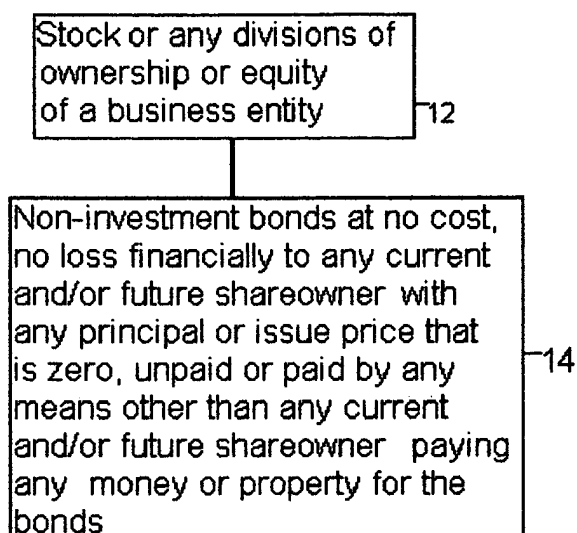 Stock or any divisions of
ownership or equity
of a business entity
12
Non-investment bonds at no cost,
no loss financially to any current
and/or future shareowner with
any principal or issue price that
is zero, unpaid or paid by any
means other than any current
and/or future shareowner paying
any money or property for the
bonds
14